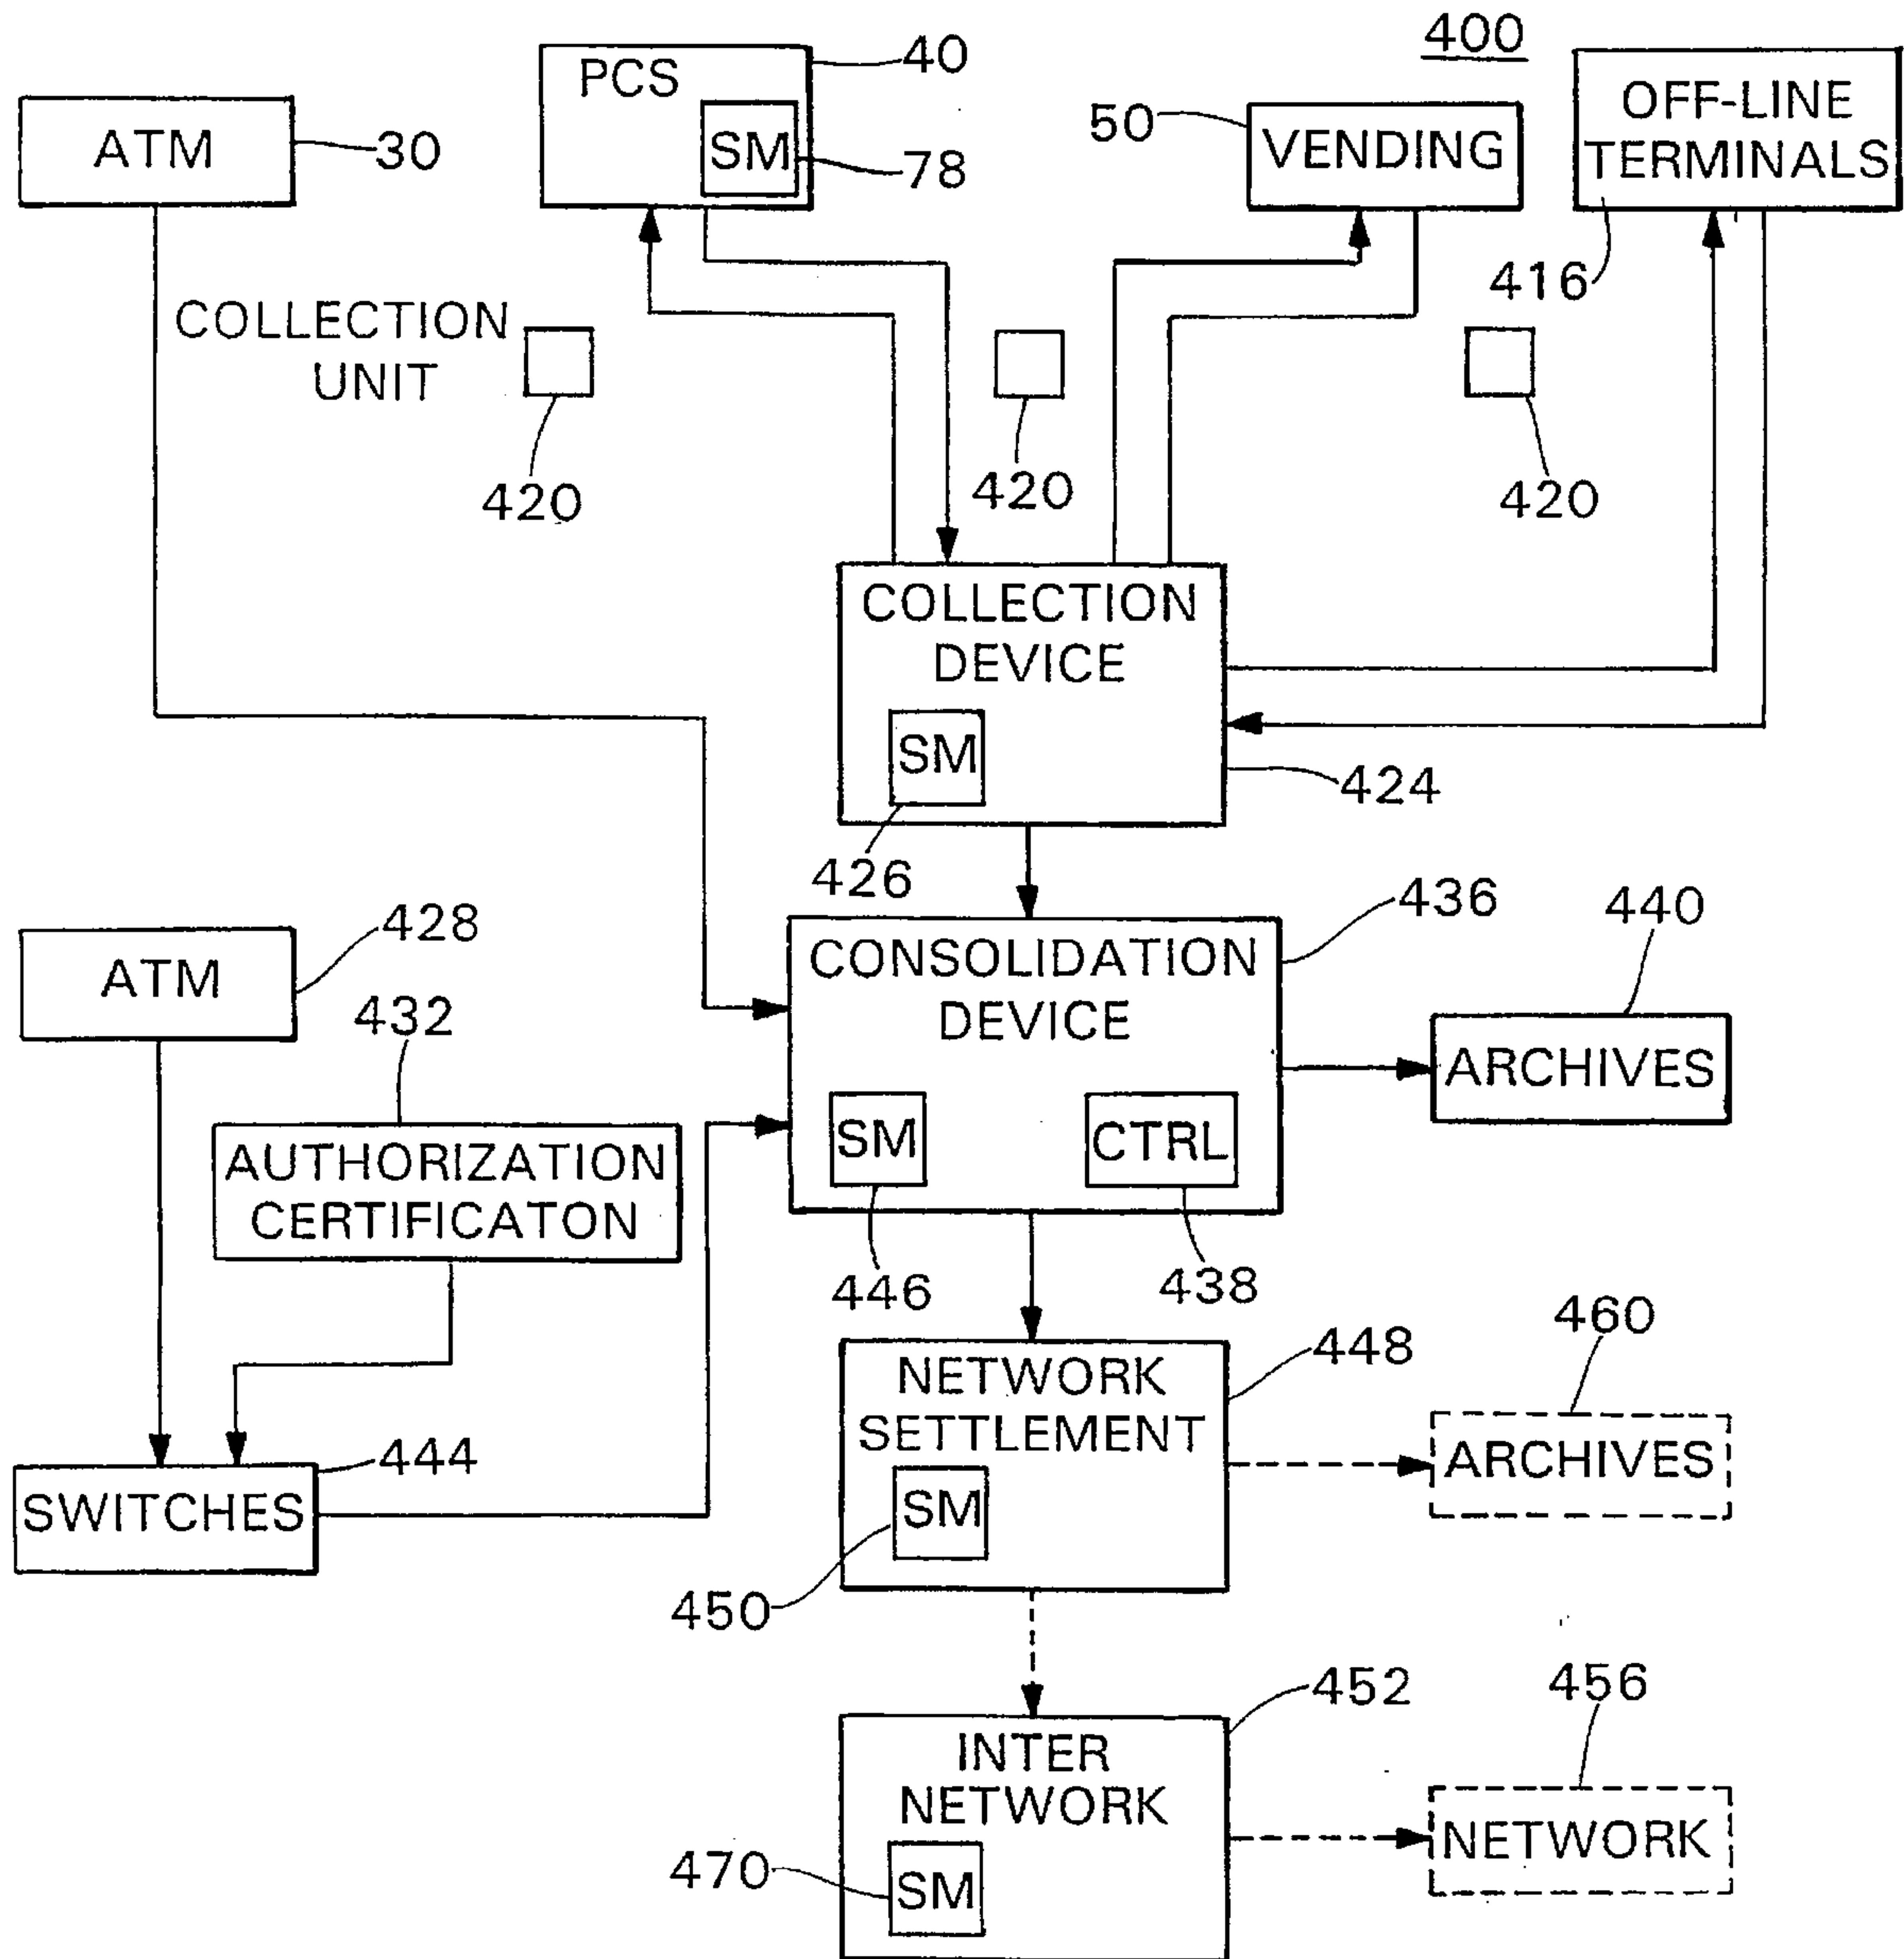 400
PCS
40
OFF-LINE
TERMINALS
ATM
30
SM
78
50
VENDING
416
COLLECTION
UNIT
420
420
420
COLLECTION
DEVICE
SM
424
426
428
436
440
ATM
CONSOLIDATION
DEVICE
432
ARCHIVES
AUTHORIZATION
CERTIFICATON
SM
CTRL
446
438
460
448
NETWORK
SETTLEMENT
ARCHIVES
444
SWITCHES
SM
450
452
456
INTER
NETWORK
NETWORK
470
SM